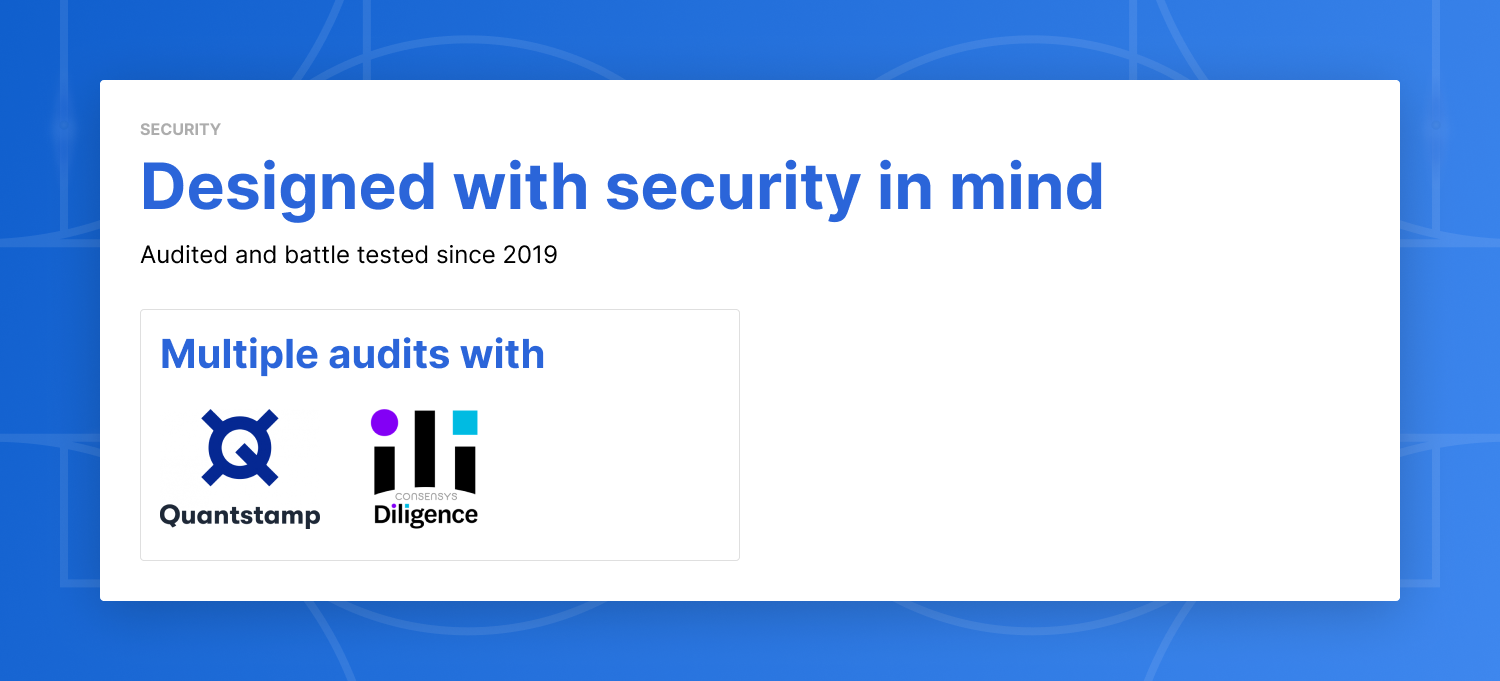 SECURITY
Designed with security in mind
Audited and battle tested since 2019
Multiple audits with
Quantstamp
CONSENSYS
Diligence